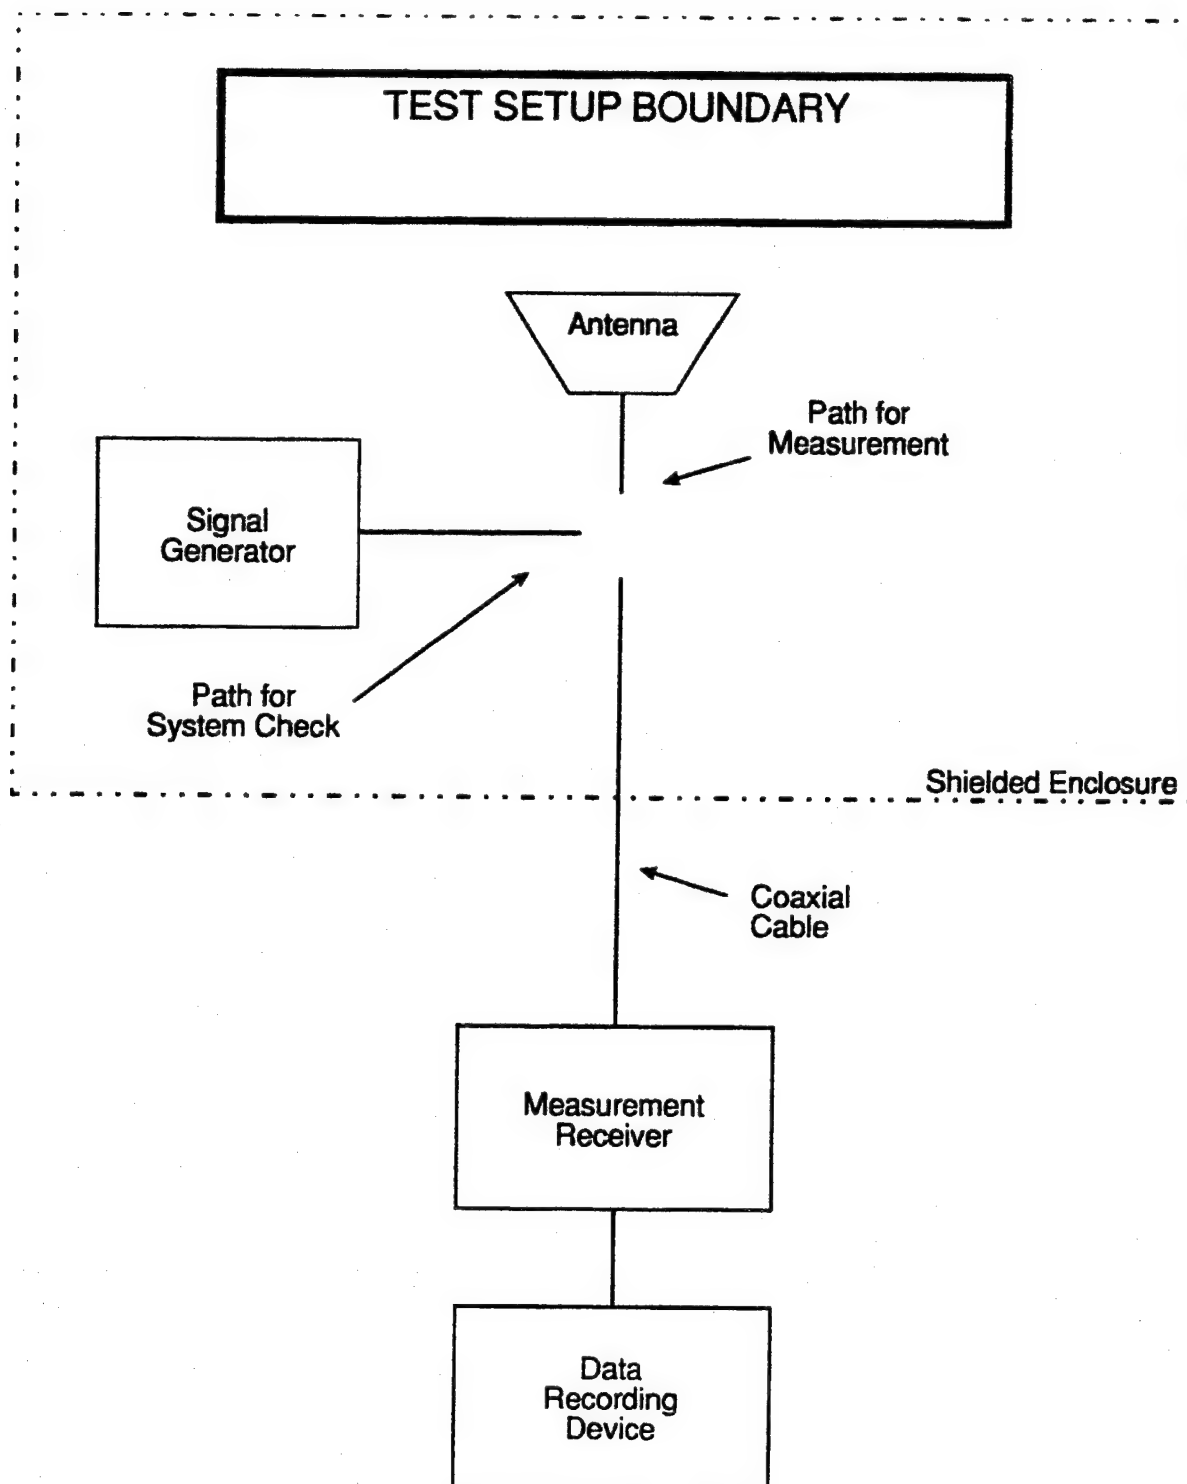 TEST SETUP BOUNDARY
Antenna
Path for
Measurement
Signal
Generator
Path for
System Check
Shielded Enclosure
Coaxial
Cable
Measurement
Receiver
Data
Recording
Device